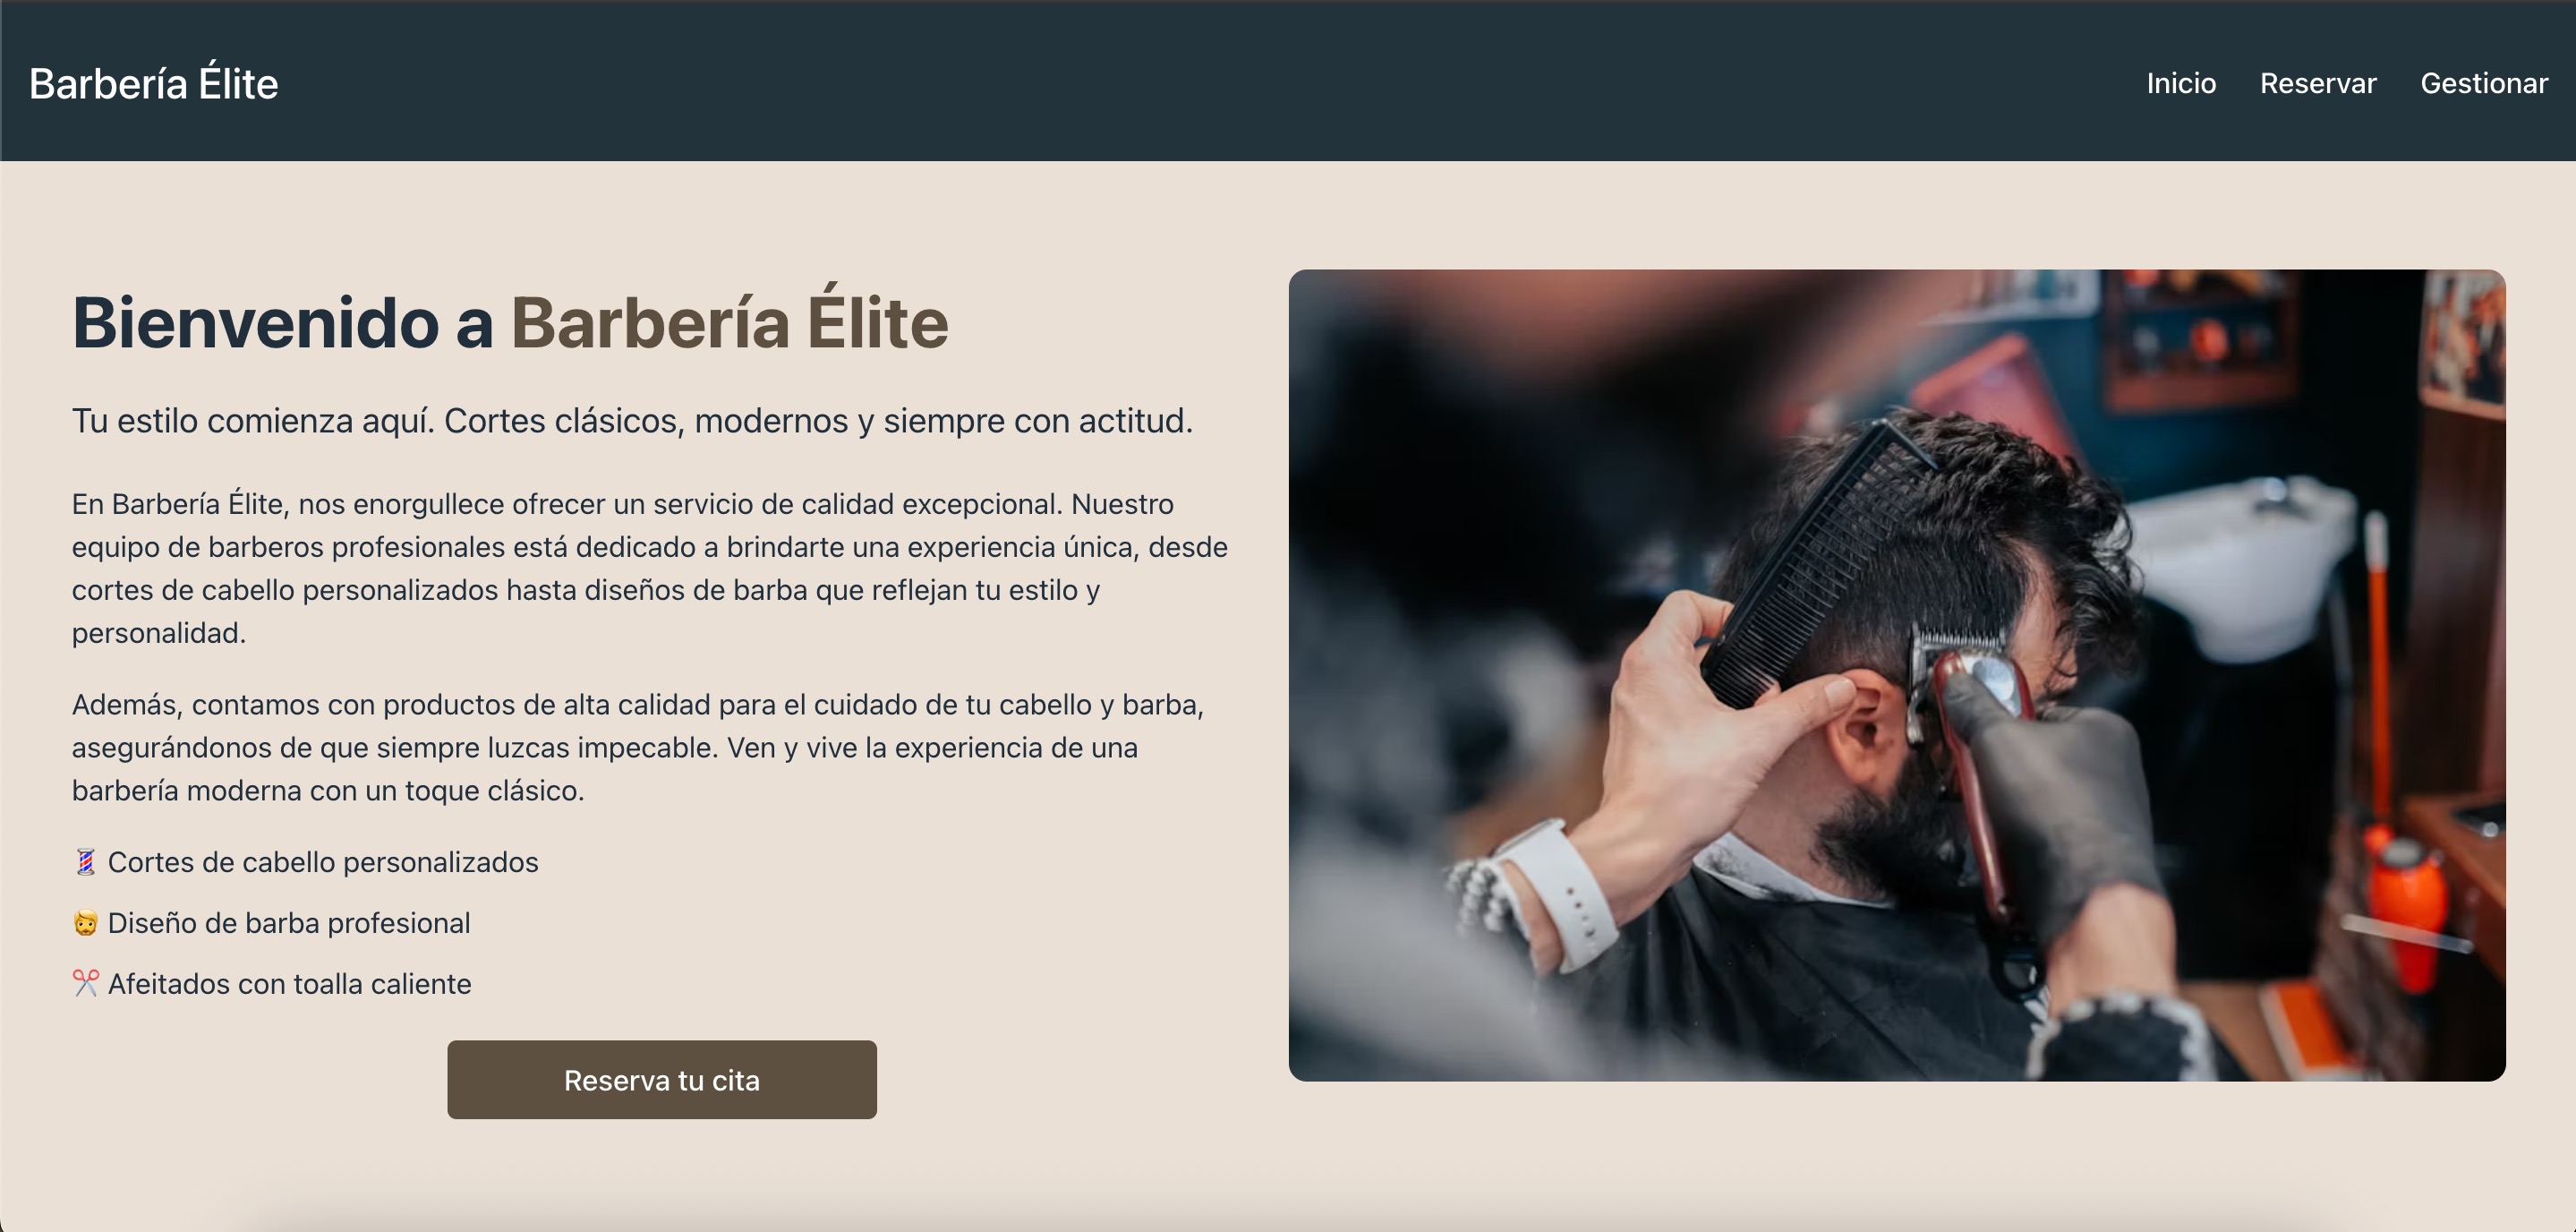 Barbería Élite
Inicio Reservar Gestionar
Bienvenido a Barbería Élite
Tu estilo comienza aquí. Cortes clásicos, modernos y siempre con actitud.
En Barbería Élite, nos enorgullece ofrecer un servicio de calidad excepcional. Nuestro
equipo de barberos profesionales está dedicado a brindarte una experiencia única, desde
cortes de cabello personalizados hasta diseños de barba que reflejan tu estilo y
personalidad.
Además, contamos con productos de alta calidad para el cuidado de tu cabello y barba,
asegurándonos de que siempre luzcas impecable. Ven y vive la experiencia de una
barbería moderna con un toque clásico.
💈 Cortes de cabello personalizados
🧔 Diseño de barba profesional
✂️ Afeitados con toalla caliente
Reserva tu cita